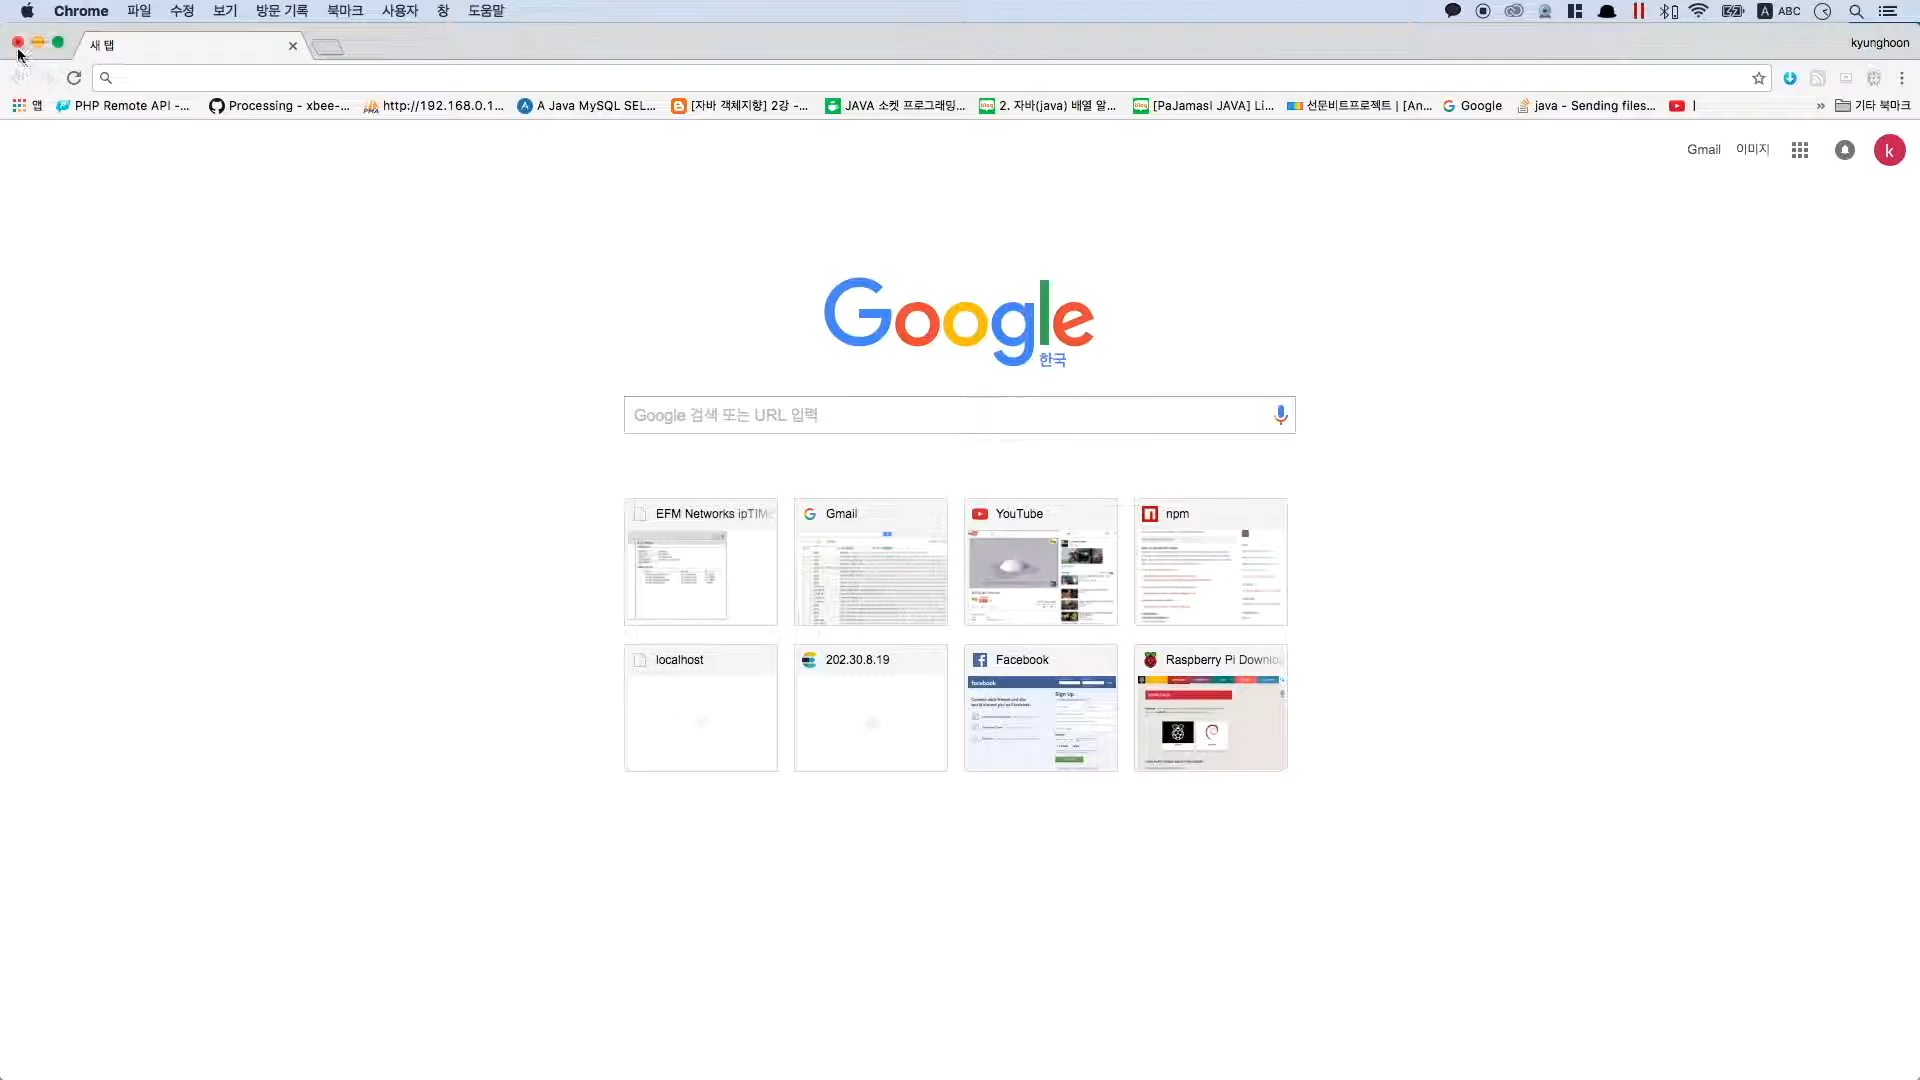 Chrome 파일 수정 보기 방문 기록 북마크 사용자 창 도움말 A ABC
새 탭 kyunghoon
앱 PHP Remote API -... Processing - xbee-... http://192.168.0.1... A Java MySQL SEL... [자바 객체지향] 2강 -... JAVA 소켓 프로그래밍... 2. 자바(java) 배열 알... [PaJamasI JAVA] Li... 선문비트프로젝트 | [An... Google java - Sending files... » 기타 북마크
Gmail 이미지 k
Google
한국
Google 검색 또는 URL 입력
EFM Networks ipTIME Gmail YouTube npm
localhost 202.30.8.19 Facebook Raspberry Pi Downloa
facebook Sign Up